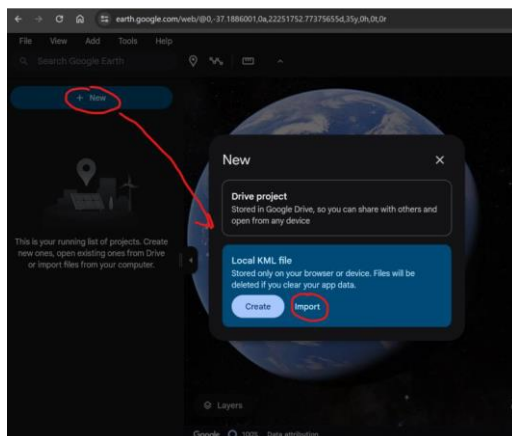 earth.google.com/web/@0,-37.1886001,0a,22251752.77375655d,35y,0h,0t,0r
File View Add Tools Help
Search Google Earth
+ New
This is your running list of projects. Create
new ones, open existing ones from Drive
or import files from your computer.
New
Drive project
Stored in Google Drive, so you can share with others and
open from any device
Local KML file
Stored only on your browser or device. Files will be
deleted if you clear your app data.
Create Import
Layers
Google 100% Data attribution